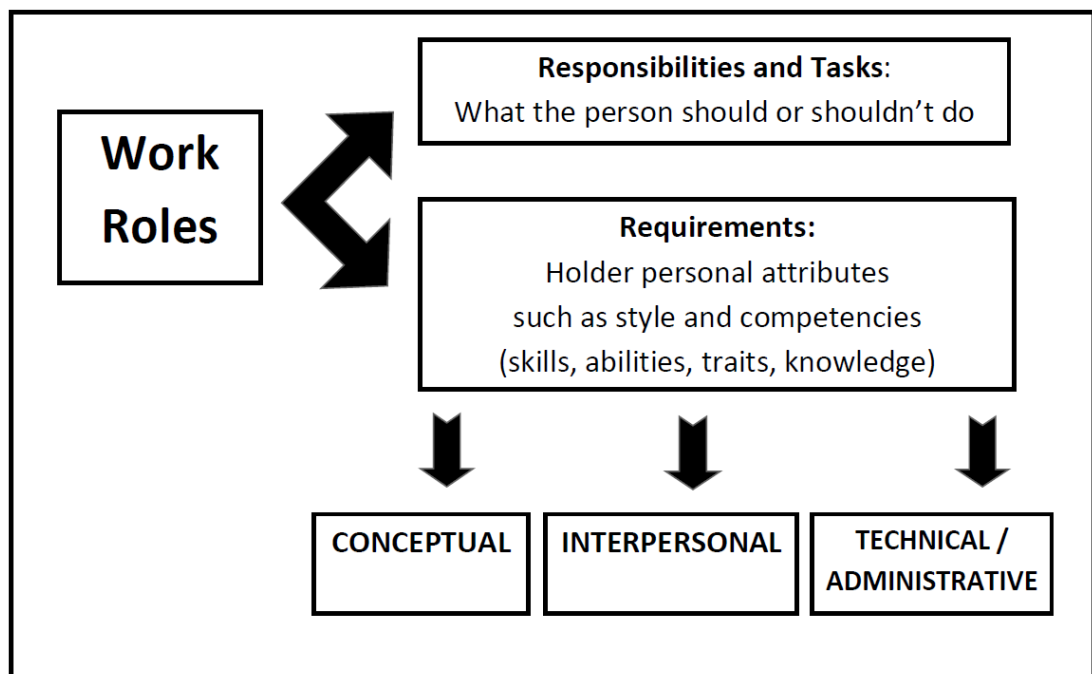 Work
Roles
Responsibilities and Tasks:
What the person should or shouldn’t do
Requirements:
Holder personal attributes
such as style and competencies
(skills, abilities, traits, knowledge)
CONCEPTUAL
INTERPERSONAL
TECHNICAL /
ADMINISTRATIVE